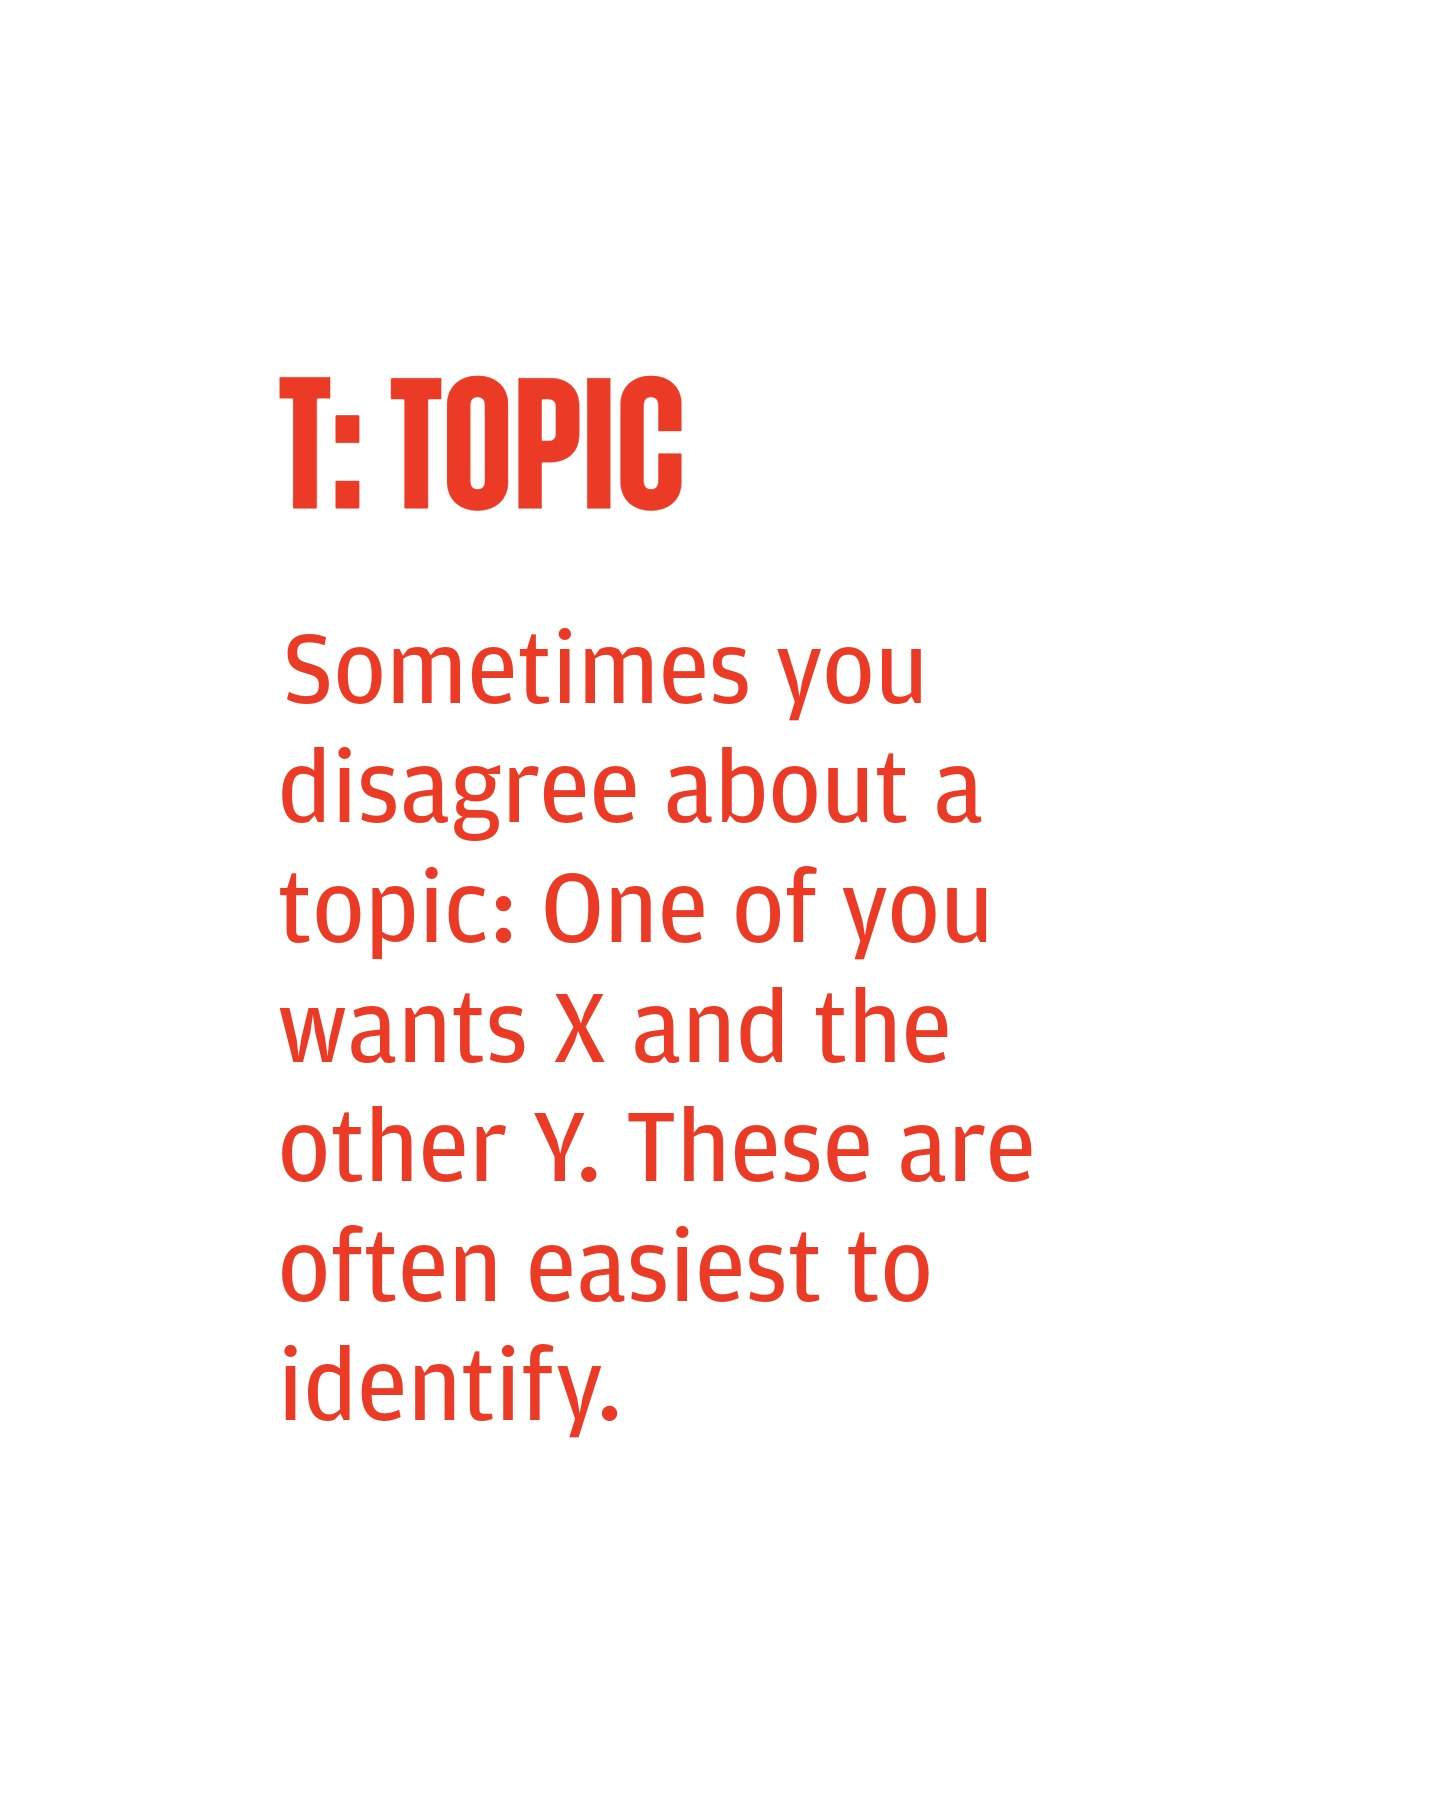 T: TOPIC
Sometimes you
disagree about a
topic: One of you
wants X and the
other Y. These are
often easiest to
identify.